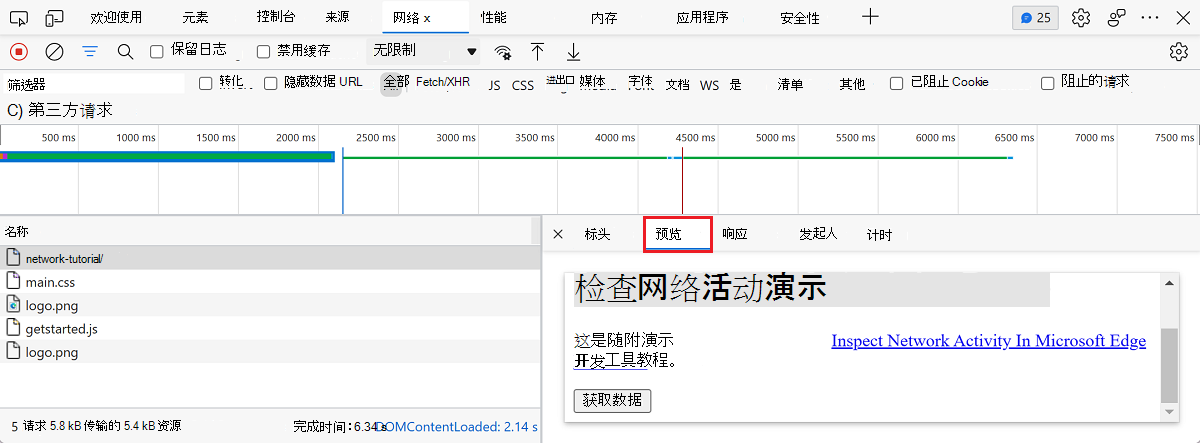 欢迎使用 元素 控制台 来源 网络 x 性能 内存 应用程序 安全性 25
保留日志 禁用缓存 无限制
筛选器 转化 隐藏数据 URL 全部 Fetch/XHR JS CSS 进出口 媒体 字体 文档 WS 是 清单 其他 已阻止 Cookie 阻止的请求
C) 第三方请求
500 ms 1000 ms 1500 ms 2000 ms 2500 ms 3000 ms 3500 ms 4000 ms 4500 ms 5000 ms 5500 ms 6000 ms 6500 ms 7000 ms 7500 ms
名称
network-tutorial/
main.css
logo.png
getstarted.js
logo.png
5 请求 5.8 kB 传输的 5.4 kB 资源 完成时间：6.34 s DOMContentLoaded: 2.14 s
标头 预览 响应 发起人 计时
检查网络活动演示
这是随附演示 Inspect Network Activity In Microsoft Edge
开发工具教程。
获取数据